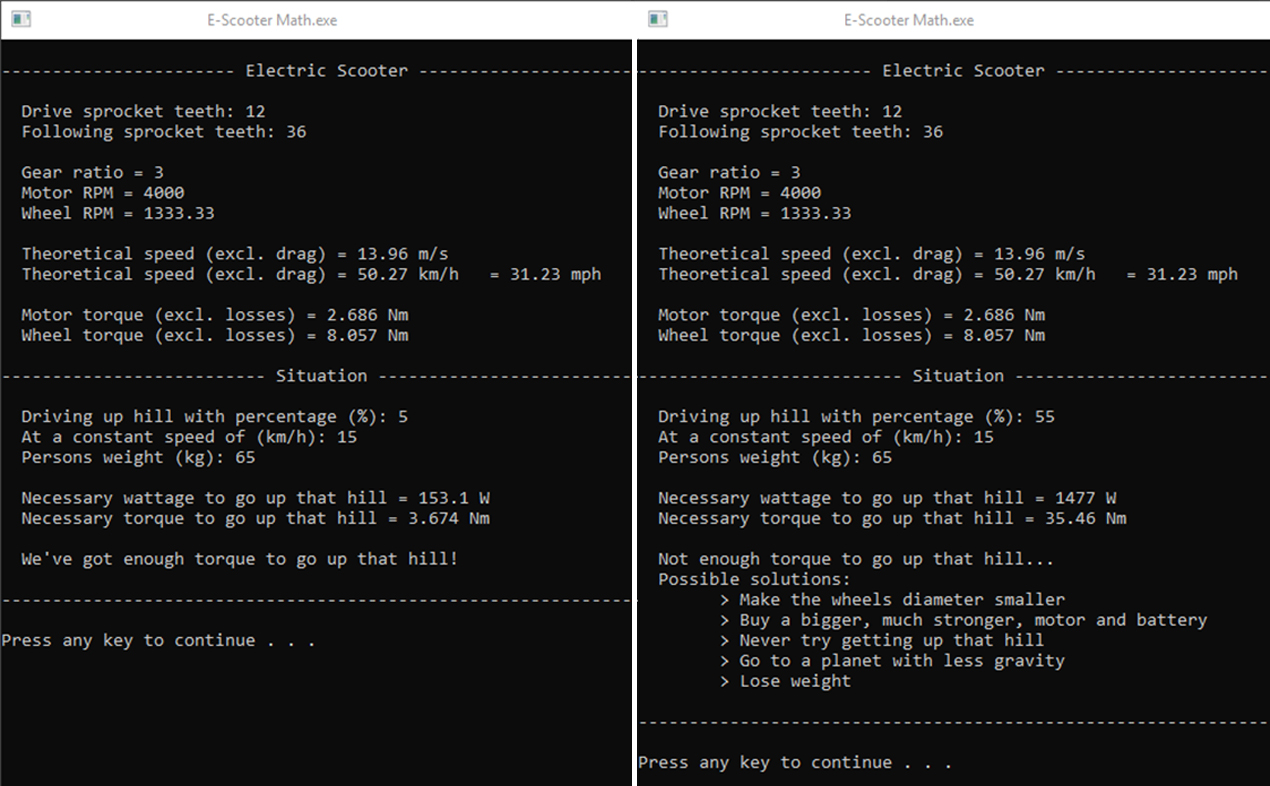 E-Scooter Math.exe
----------------------- Electric Scooter ---------------------
Drive sprocket teeth: 12
Following sprocket teeth: 36
Gear ratio = 3
Motor RPM = 4000
Wheel RPM = 1333.33
Theoretical speed (excl. drag) = 13.96 m/s
Theoretical speed (excl. drag) = 50.27 km/h   = 31.23 mph
Motor torque (excl. losses) = 2.686 Nm
Wheel torque (excl. losses) = 8.057 Nm
-------------------------- Situation -------------------------
Driving up hill with percentage (%): 5
At a constant speed of (km/h): 15
Persons weight (kg): 65
Necessary wattage to go up that hill = 153.1 W
Necessary torque to go up that hill = 3.674 Nm
We've got enough torque to go up that hill!
--------------------------------------------------------------
Press any key to continue . . .
E-Scooter Math.exe
----------------------- Electric Scooter ---------------------
Drive sprocket teeth: 12
Following sprocket teeth: 36
Gear ratio = 3
Motor RPM = 4000
Wheel RPM = 1333.33
Theoretical speed (excl. drag) = 13.96 m/s
Theoretical speed (excl. drag) = 50.27 km/h   = 31.23 mph
Motor torque (excl. losses) = 2.686 Nm
Wheel torque (excl. losses) = 8.057 Nm
-------------------------- Situation -------------------------
Driving up hill with percentage (%): 55
At a constant speed of (km/h): 15
Persons weight (kg): 65
Necessary wattage to go up that hill = 1477 W
Necessary torque to go up that hill = 35.46 Nm
Not enough torque to go up that hill...
Possible solutions:
> Make the wheels diameter smaller
> Buy a bigger, much stronger, motor and battery
> Never try getting up that hill
> Go to a planet with less gravity
> Lose weight
--------------------------------------------------------------
Press any key to continue . . .